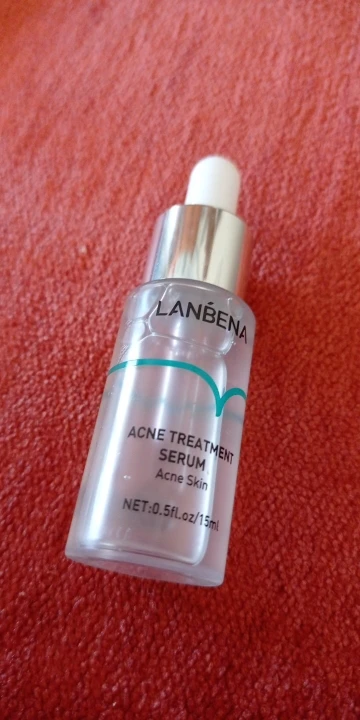 LANBENA
ACNE TREATMENT
SERUM
Acne Skin
NET:0.5fl.oz/15ml